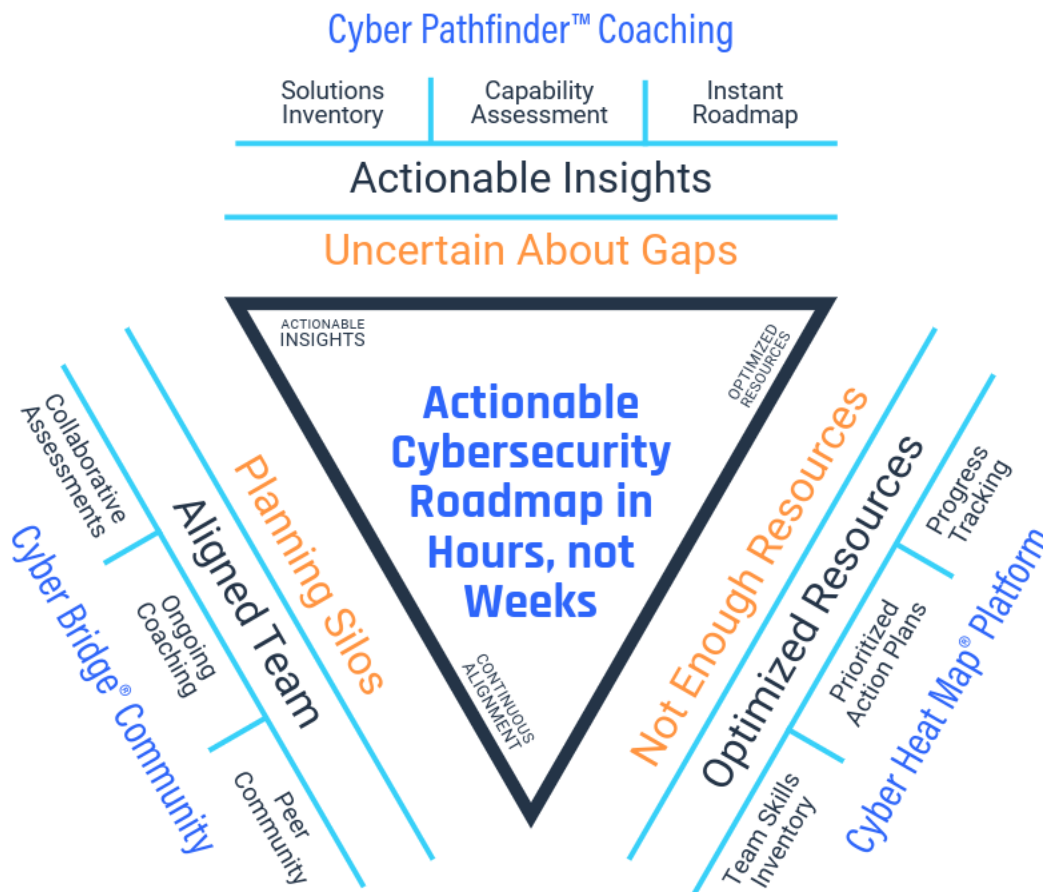 Cyber Pathfinder™ Coaching
Solutions
Inventory
Capability
Assessment
Instant
Roadmap
Actionable Insights
Uncertain About Gaps
ACTIONABLE
INSIGHTS
OPTIMIZED
RESOURCES
CONTINUOUS
ALIGNMENT
Actionable
Cybersecurity
Roadmap in
Hours, not
Weeks
Planning Silos
Aligned Team
Collaborative
Assessments
Ongoing
Coaching
Peer
Community
Cyber Bridge® Community
Not Enough Resources
Optimized Resources
Progress
Tracking
Prioritized
Action Plans
Team Skills
Inventory
Cyber Heat Map® Platform